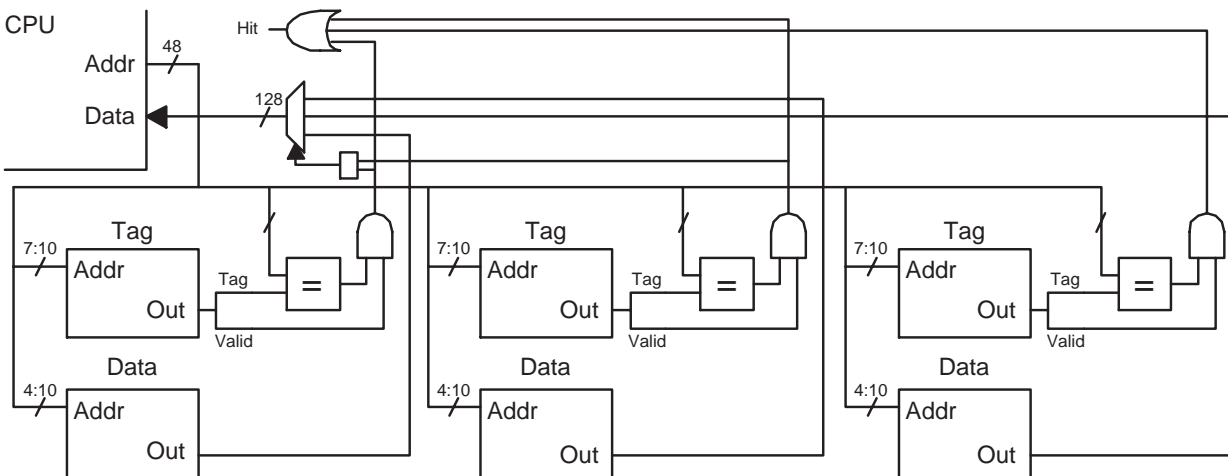 CPU
Hit
48
Addr
128
Data
Tag
7:10
Addr
Tag
=
Out
Valid
Data
4:10
Addr
Out
Tag
7:10
Addr
Tag
=
Out
Valid
Data
4:10
Addr
Out
Tag
7:10
Addr
Tag
=
Out
Valid
Data
4:10
Addr
Out